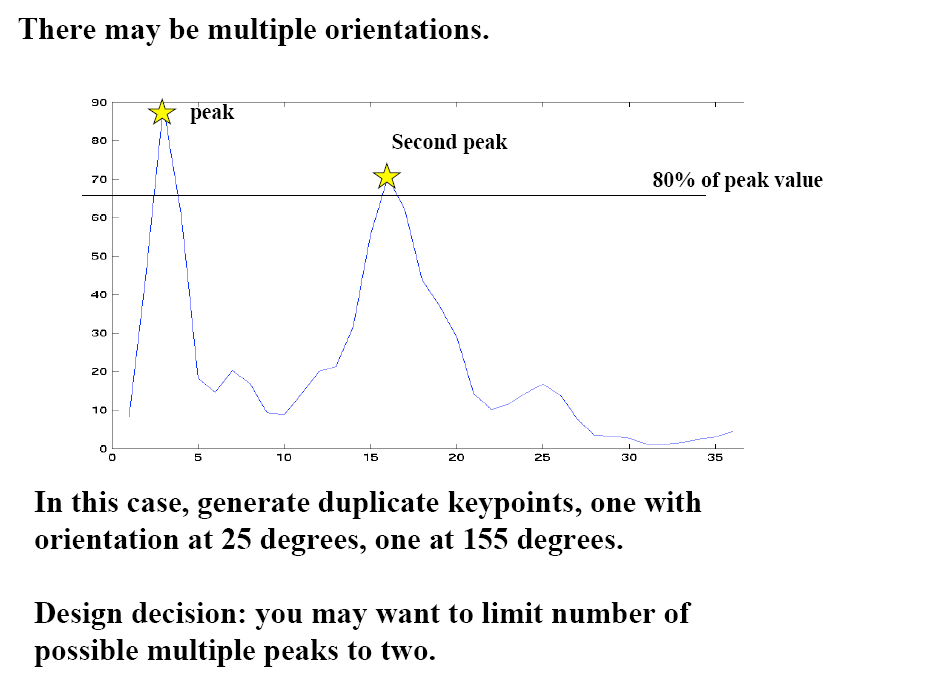 There may be multiple orientations.
90
peak
80
Second peak
70
80% of peak value
60
50
40
30
20
10
0
0 5 10 15 20 25 30 35
In this case, generate duplicate keypoints, one with
orientation at 25 degrees, one at 155 degrees.
Design decision: you may want to limit number of
possible multiple peaks to two.